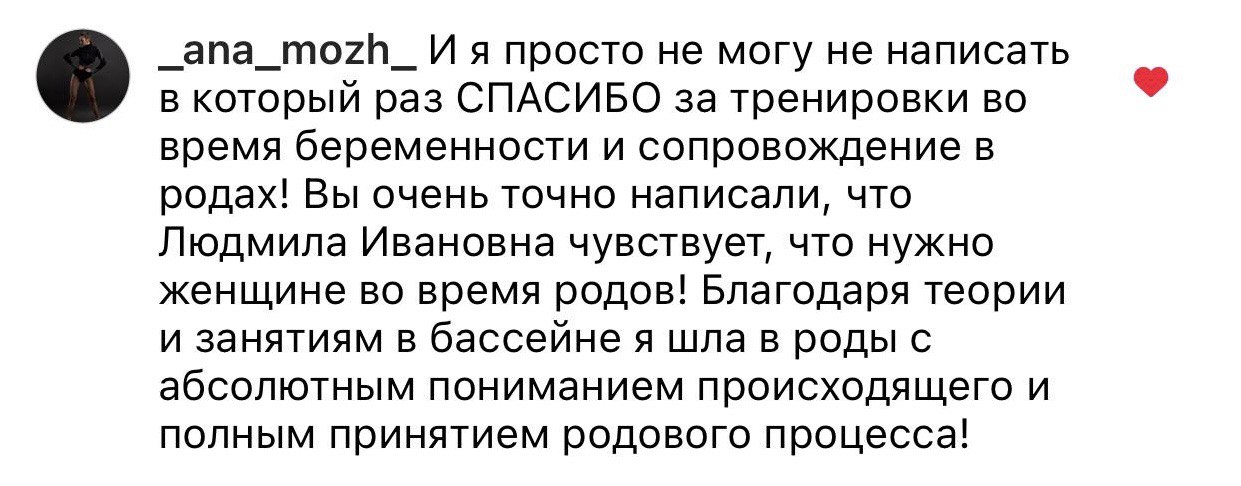 _ana_mozh_ И я просто не могу не написать
в который раз СПАСИБО за тренировки во
время беременности и сопровождение в
родах! Вы очень точно написали, что
Людмила Ивановна чувствует, что нужно
женщине во время родов! Благодаря теории
и занятиям в бассейне я шла в роды с
абсолютным пониманием происходящего и
полным принятием родового процесса!